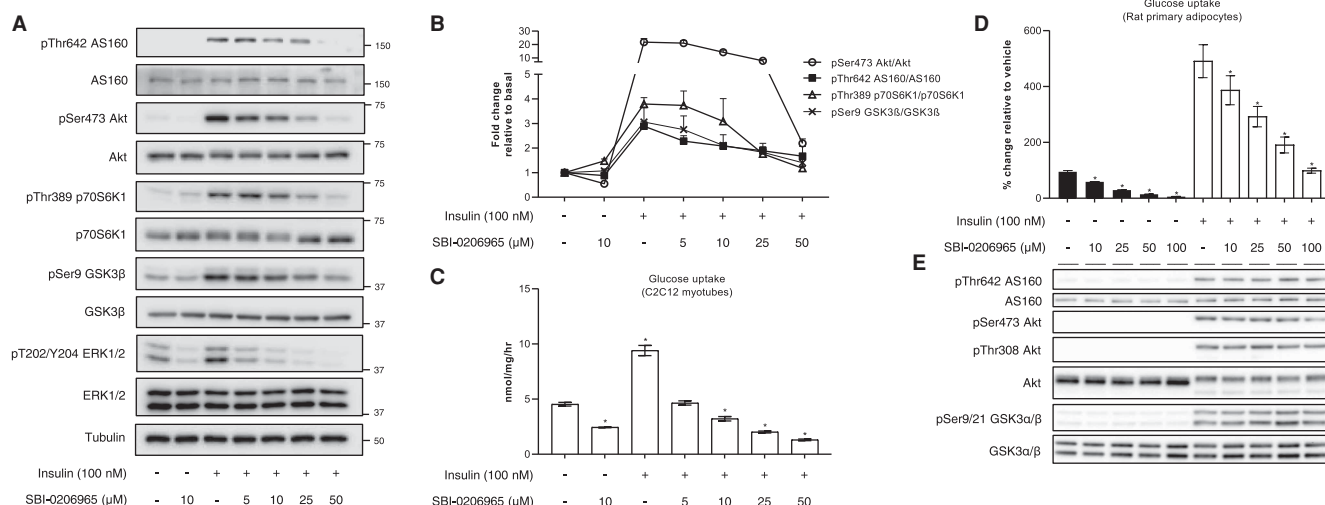 A
pThr642 AS160
150
AS160
150
pSer473 Akt
75
Akt
75
pThr389 p70S6K1
75
p70S6K1
pSer9 GSK3β
37
GSK3β
37
pT202/Y204 ERK1/2
37
ERK1/2
37
Tubulin
50
Insulin (100 nM) - - + + + + +
SBI-0206965 (µM) - 10 - 5 10 25 50
B
Fold change
relative to basal
30
20
10
5
4
3
2
1
0
pSer473 Akt/Akt
pThr642 AS160/AS160
pThr389 p70S6K1/p70S6K1
pSer9 GSK3ß/GSK3ß
Insulin (100 nM) - - + + + + +
SBI-0206965 (µM) - 10 - 5 10 25 50
C
Glucose uptake
(C2C12 myotubes)
nmol/mg/hr
15
10
5
0
* * * * *
Insulin (100 nM) - - + + + + +
SBI-0206965 (µM) - 10 - 5 10 25 50
D
Glucose uptake
(Rat primary adipocytes)
% change relative to vehicle
600
400
200
0
* * * * * * * *
Insulin (100 nM) - - - - - + + + + +
SBI-0206965 (µM) - 10 25 50 100 - 10 25 50 100
E
pThr642 AS160
AS160
pSer473 Akt
pThr308 Akt
Akt
pSer9/21 GSK3α/β
GSK3α/β